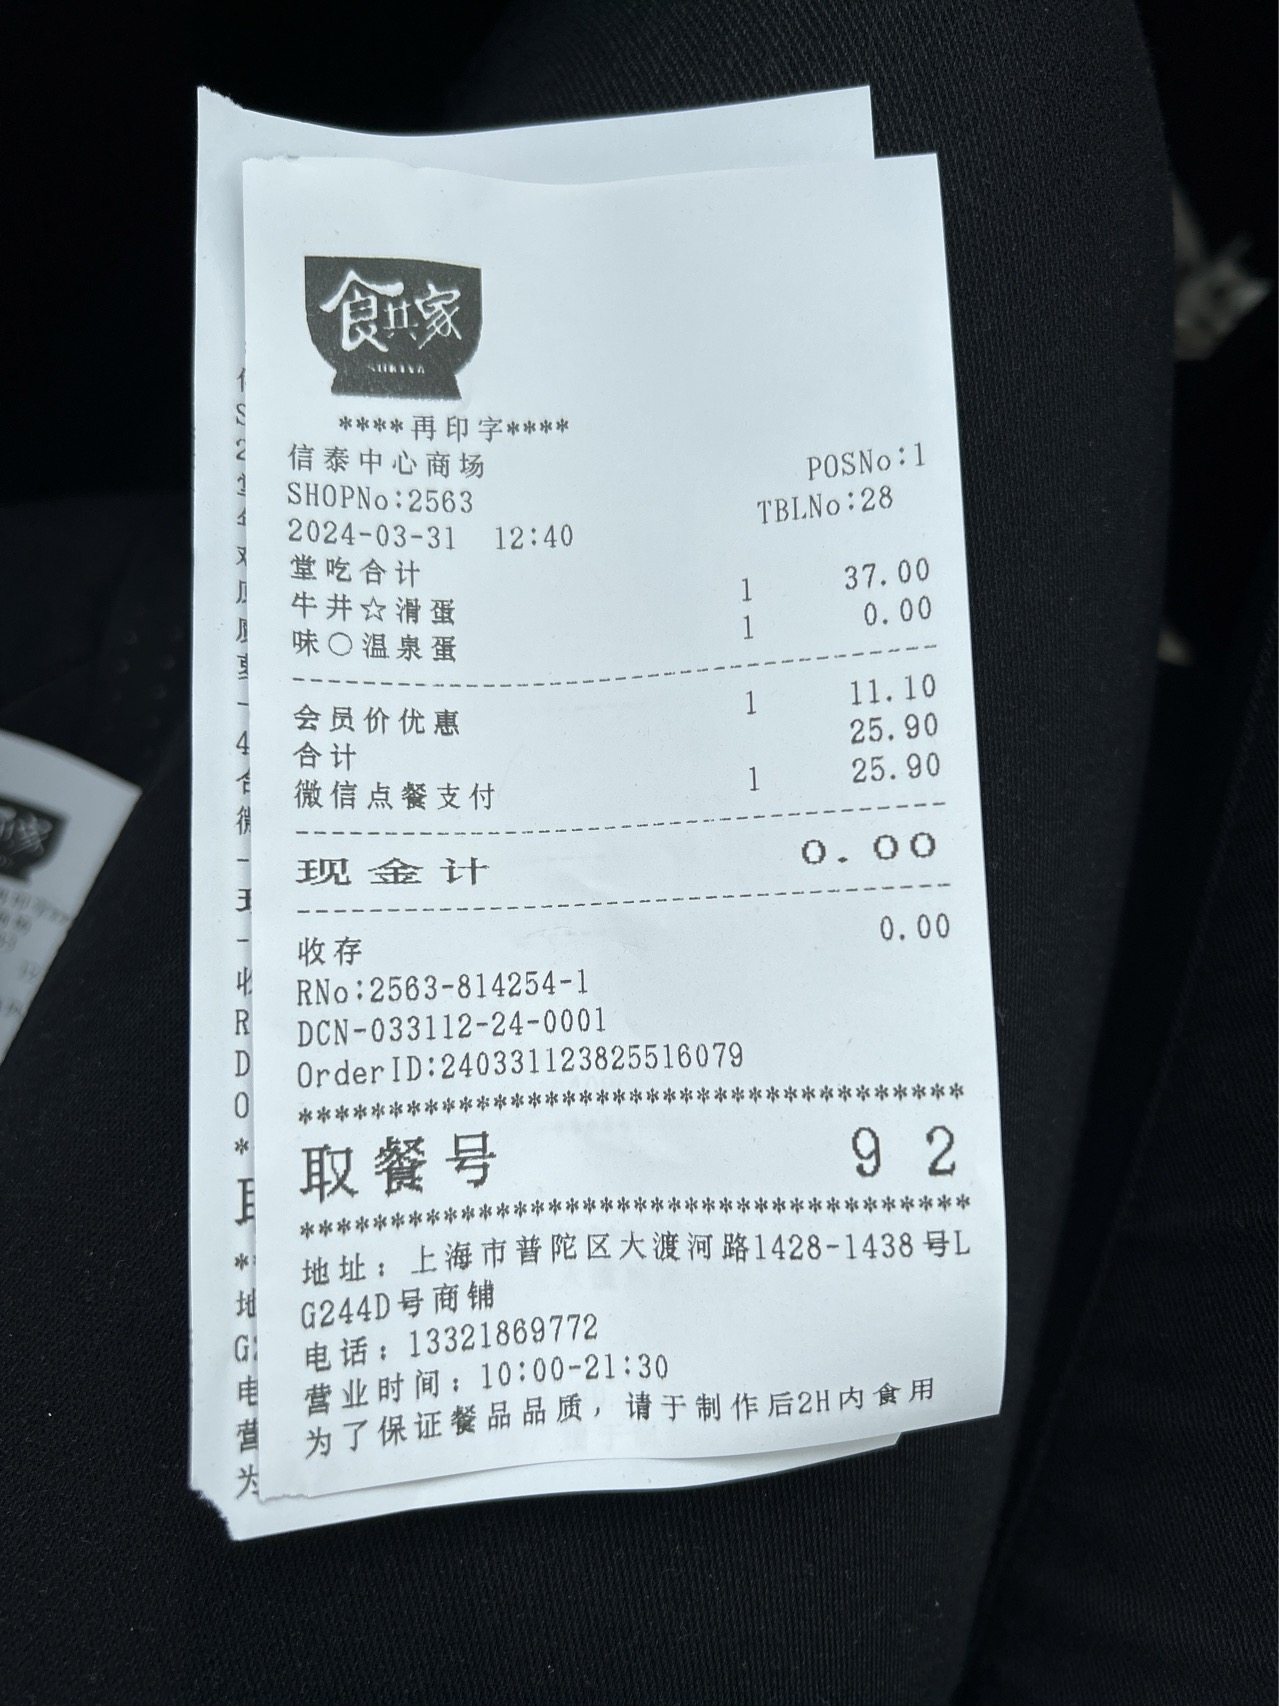 食其家
SUKIYA
****再印字****
信泰中心商场 POSNo:1
SHOPNo:2563 TBLNo:28
2024-03-31 12:40
堂吃合计
牛丼☆滑蛋 1 37.00
味○温泉蛋 1 0.00
会员价优惠 1 11.10
合计 25.90
微信点餐支付 1 25.90
现金计 0.00
收存 0.00
RNo:2563-814254-1
DCN-033112-24-0001
OrderID:240331123825516079
****************************************
取餐号 92
****************************************
地址：上海市普陀区大渡河路1428-1438号L
G244D号商铺
电话：13321869772
营业时间：10:00-21:30
为了保证餐品品质，请于制作后2H内食用